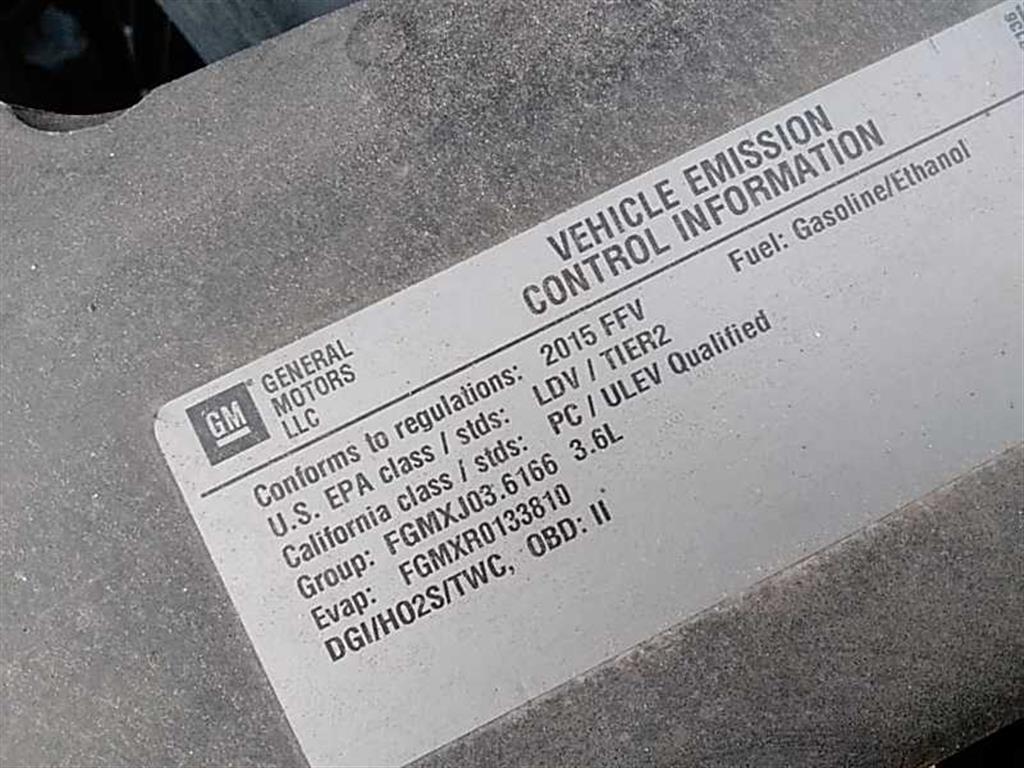 7136
VEHICLE EMISSION
CONTROL INFORMATION
GM
GENERAL
MOTORS
LLC
Conforms to regulations: 2015 FFV
Fuel: Gasoline/Ethanol
U.S. EPA class / stds: LDV / TIER2
California class / stds: PC / ULEV Qualified
Group: FGMXJ03.6166 3.6L
Evap: FGMXR0133810
DGI/HO2S/TWC, OBD: II